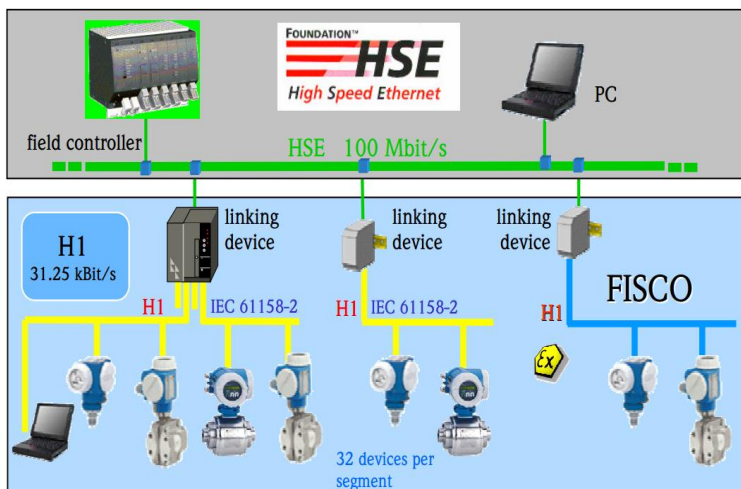 FOUNDATION™
HSE
High Speed Ethernet
PC
field controller
HSE 100 Mbit/s
H1
31.25 kBit/s
linking
device
linking
device
linking
device
H1
IEC 61158-2
H1
IEC 61158-2
H1
FISCO
Ex
32 devices per
segment